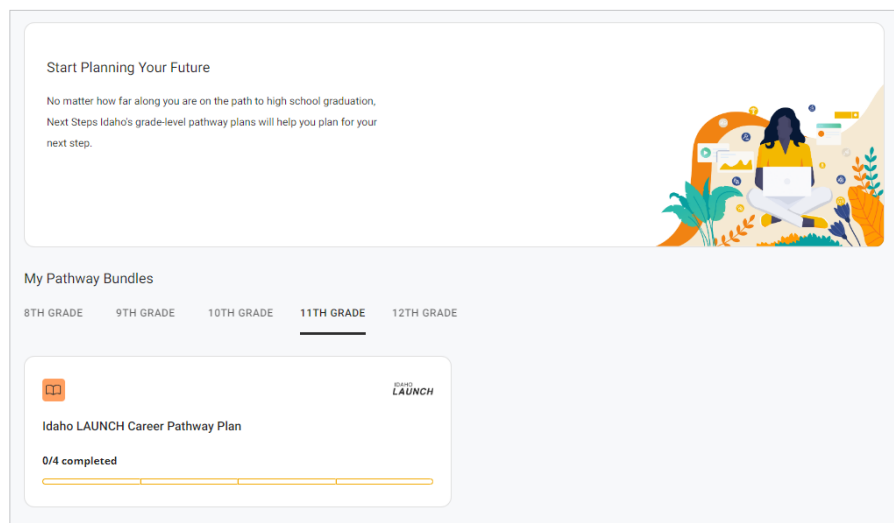 Start Planning Your Future
No matter how far along you are on the path to high school graduation,
Next Steps Idaho's grade-level pathway plans will help you plan for your
next step.
My Pathway Bundles
8TH GRADE 9TH GRADE 10TH GRADE 11TH GRADE 12TH GRADE
IDAHO
LAUNCH
Idaho LAUNCH Career Pathway Plan
0/4 completed